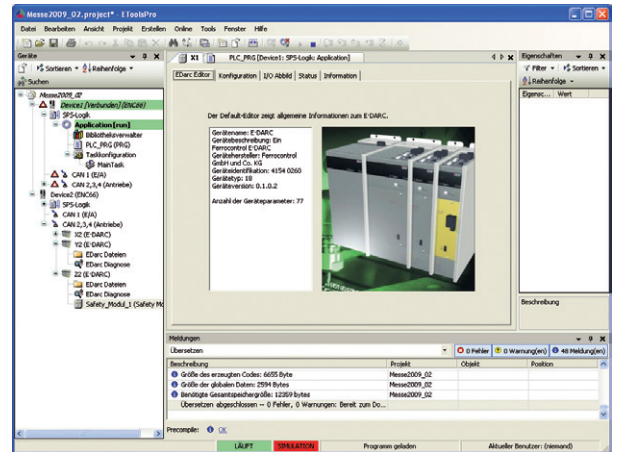 Messe2009_02.project* - EToolsPro
Datei Bearbeiten Ansicht Projekt Erstellen Online Tools Fenster Hilfe
Geräte
Sortieren Reihenfolge
Suchen
Messe2009_02
Device1 [Verbunden] (ENC66)
SPS-Logik
Application [run]
Bibliotheksverwalter
PLC_PRG (PRG)
Taskkonfiguration
MainTask
CAN 1 (E/A)
CAN 2,3,4 (Antriebe)
Device2 (ENC66)
SPS-Logik
CAN 1 (E/A)
CAN 2,3,4 (Antriebe)
X2 (E-DARC)
Y2 (E-DARC)
EDarc Dateien
EDarc Diagnose
Z2 (E-DARC)
EDarc Dateien
EDarc Diagnose
Safety_Modul_1 (Safety Mo
X1 PLC_PRG [Device1: SPS-Logik: Application]
EDarc Editor Konfiguration I/O Abbild Status Information
Der Default-Editor zeigt allgemeine Informationen zum E-DARC.
Gerätename: E-DARC
Gerätebeschreibung: Ein
Ferrocontrol E-DARC
Gerätehersteller: Ferrocontrol
GmbH und Co. KG
Geräteidentifikation: 4154 0260
Gerätetyp: 18
Geräteversion: 0.1.0.2
Anzahl der Geräteparameter: 77
Eigenschaften
Filter Sortieren
Reihenfolge
Eigensc... Wert
Beschreibung
Meldungen
Übersetzen 0 Fehler 0 Warnung(en) 48 Meldung(en)
Beschreibung Projekt Objekt Position
Größe des erzeugten Codes: 6655 Byte Messe2009_02
Größe der globalen Daten: 2594 Bytes Messe2009_02
Benötigte Gesamtspeichergröße: 12359 bytes Messe2009_02
Übersetzen abgeschlossen -- 0 Fehler, 0 Warnungen: Bereit zum Do...
Precompile: OK
LÄUFT SIMULATION Programm geladen Aktueller Benutzer: (niemand)